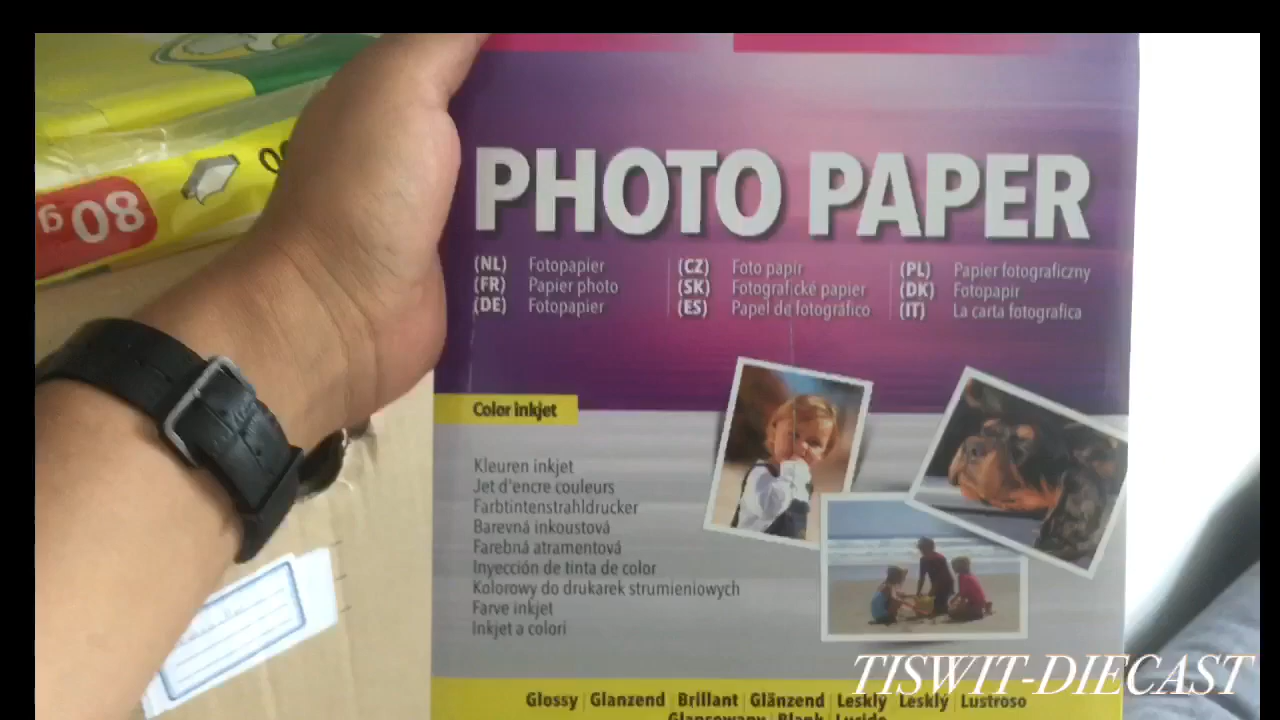 PHOTO PAPER
(NL) Fotopapier
(FR) Papier photo
(DE) Fotopapier
(CZ) Foto papír
(SK) Fotografické papier
(ES) Papel de fotográfico
(PL) Papier fotograficzny
(DK) Fotopapir
(IT) La carta fotografica
80 g
Color inkjet
Kleuren inkjet
Jet d'encre couleurs
Farbtintenstrahldrucker
Barevná inkoustová
Farebná atramentová
Inyección de tinta de color
Kolorowy do drukarek strumieniowych
Farve inkjet
Inkjet a colori
Glossy | Glanzend | Brillant | Glänzend | Lesklý | Lesklý | Lustroso
TISWIT-DIECAST